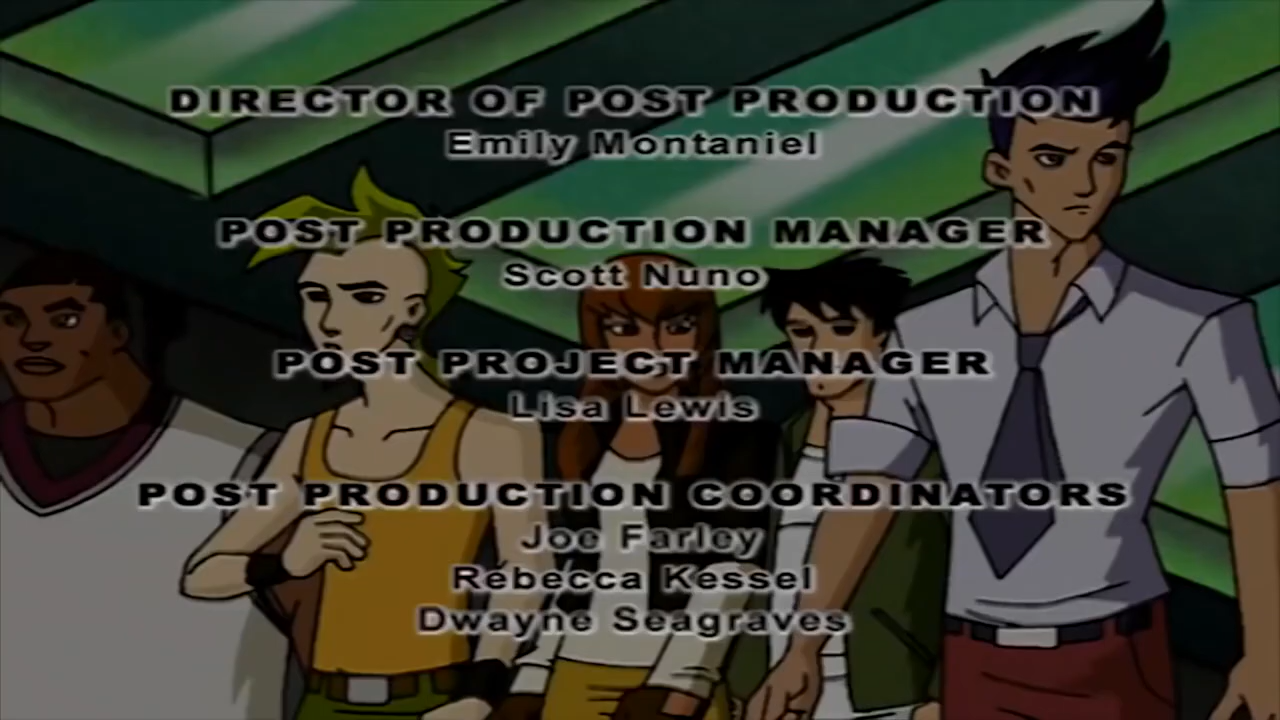 DIRECTOR OF POST PRODUCTION
Emily Montaniel
POST PRODUCTION MANAGER
Scott Nuno
POST PROJECT MANAGER
Lisa Lewis
POST PRODUCTION COORDINATORS
Joe Farley
Rebecca Kessel
Dwayne Seagraves